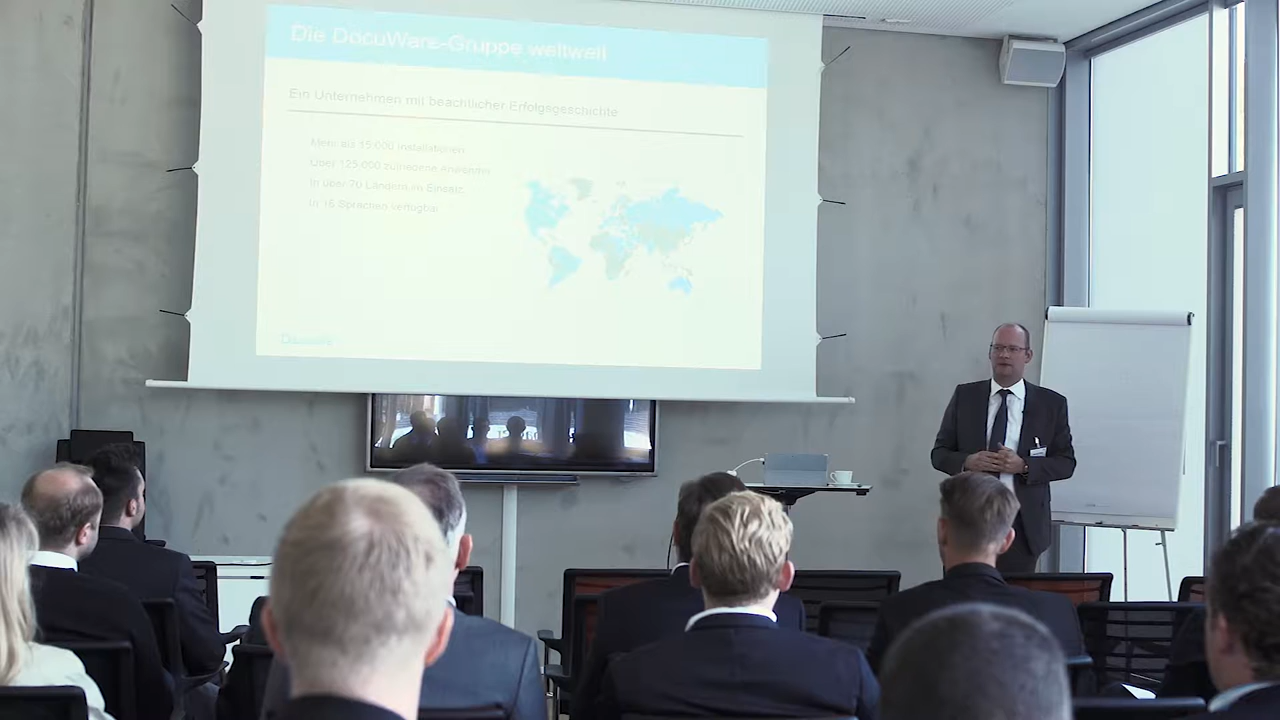 Die DocuWare-Gruppe weltweit
Ein Unternehmen mit beachtlicher Erfolgsgeschichte
Mehr als 15.000 Installationen
Über 125.000 zufriedene Anwender
In über 70 Ländern im Einsatz
In 16 Sprachen verfügbar
DocuWare